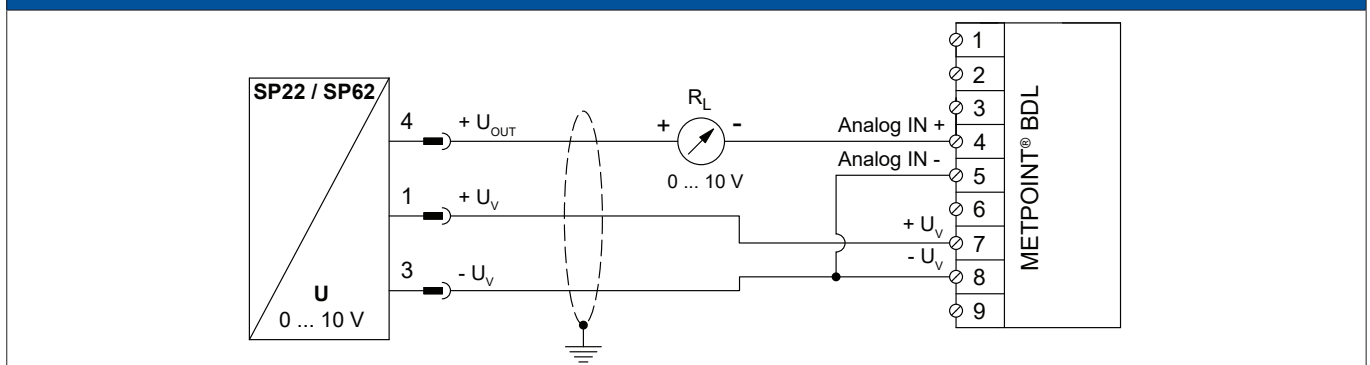 SP22 / SP62
U
0 ... 10 V
4
+ U_OUT
1
+ U_V
3
- U_V
R_L
+
-
0 ... 10 V
Analog IN +
Analog IN -
+ U_V
- U_V
1
2
3
4
5
6
7
8
9
METPOINT® BDL